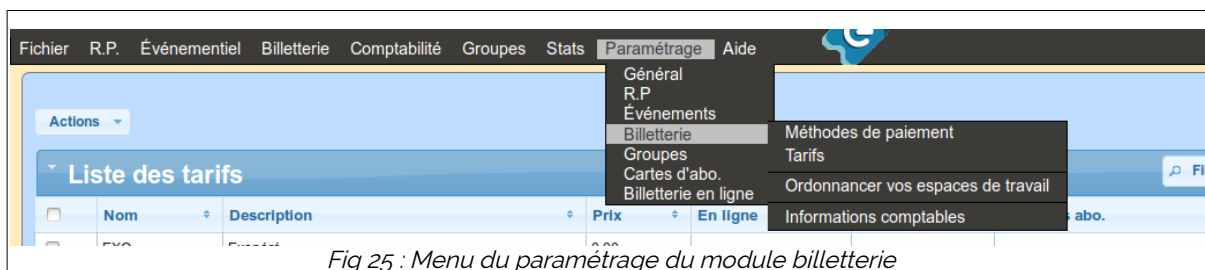 Fichier R.P. Événementiel Billetterie Comptabilité Groupes Stats Paramétrage Aide
Général
R.P
Événements
Billetterie
Groupes
Cartes d'abo.
Billetterie en ligne
Méthodes de paiement
Tarifs
Ordonnancer vos espaces de travail
Informations comptables
Actions
Liste des tarifs
Fi
Nom Description Prix En ligne abo.
Fig 25 : Menu du paramétrage du module billetterie